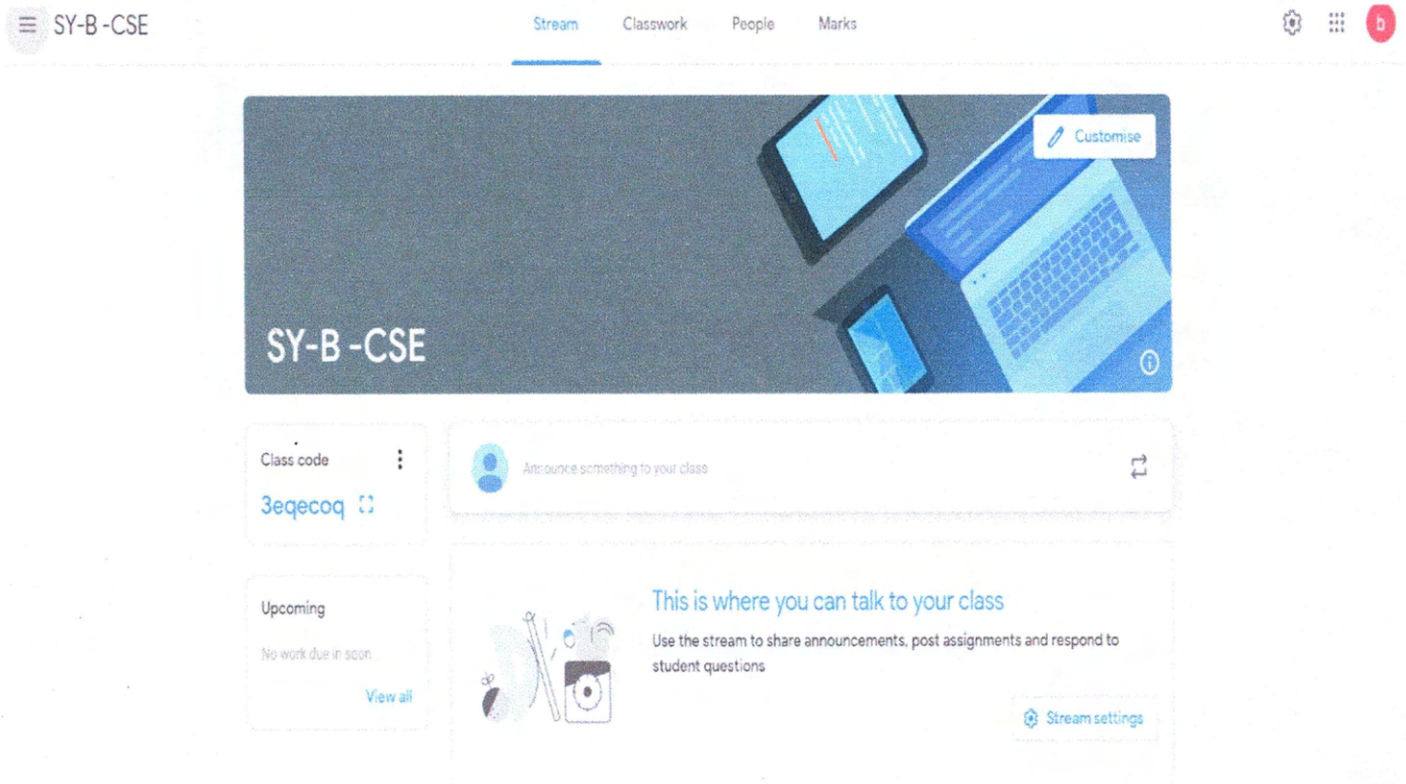 SY-B -CSE
Stream
Classwork
People
Marks
b
Customise
SY-B -CSE
Class code
3eqecoq
Announce something to your class
Upcoming
No work due in soon
View all
This is where you can talk to your class
Use the stream to share announcements, post assignments and respond to
student questions
Stream settings